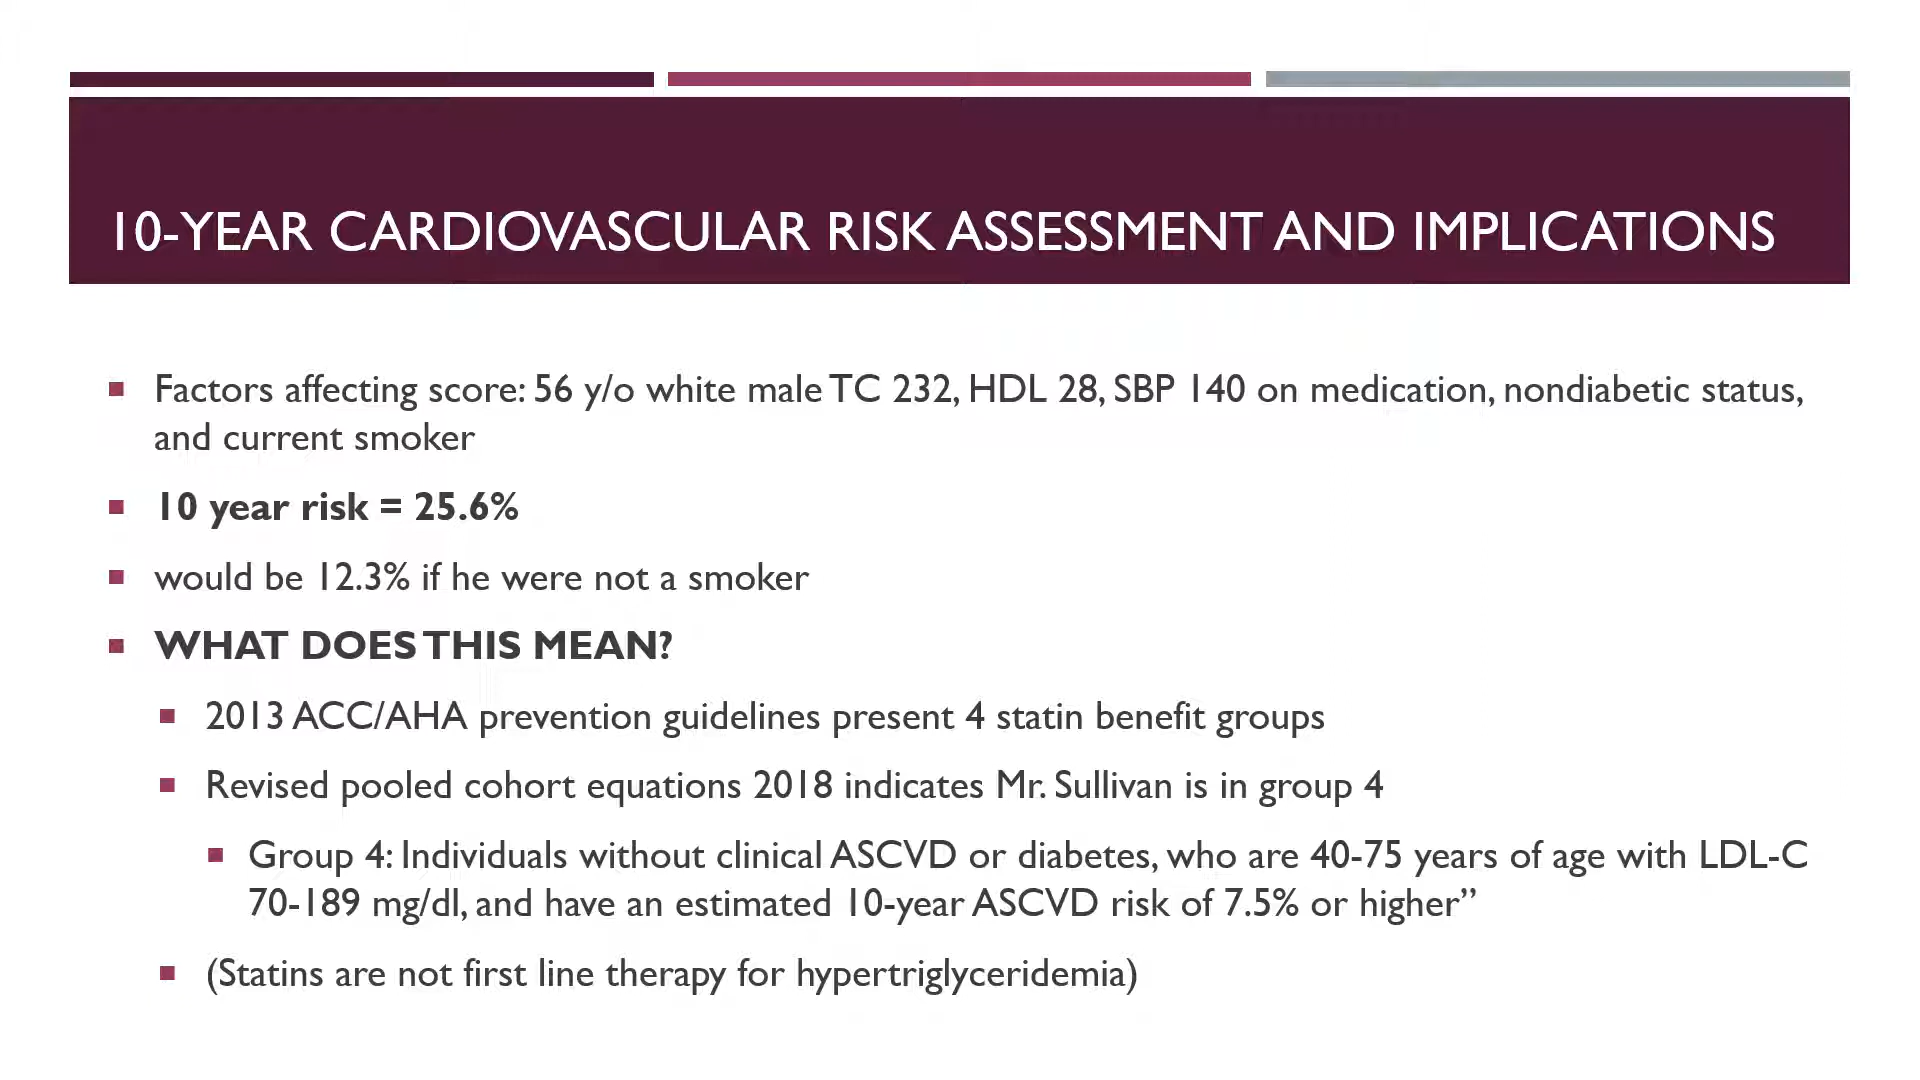 10-YEAR CARDIOVASCULAR RISK ASSESSMENT AND IMPLICATIONS
Factors affecting score: 56 y/o white male TC 232, HDL 28, SBP 140 on medication, nondiabetic status,
and current smoker
10 year risk = 25.6%
would be 12.3% if he were not a smoker
WHAT DOES THIS MEAN?
2013 ACC/AHA prevention guidelines present 4 statin benefit groups
Revised pooled cohort equations 2018 indicates Mr. Sullivan is in group 4
Group 4: Individuals without clinical ASCVD or diabetes, who are 40-75 years of age with LDL-C
70-189 mg/dl, and have an estimated 10-year ASCVD risk of 7.5% or higher”
(Statins are not first line therapy for hypertriglyceridemia)